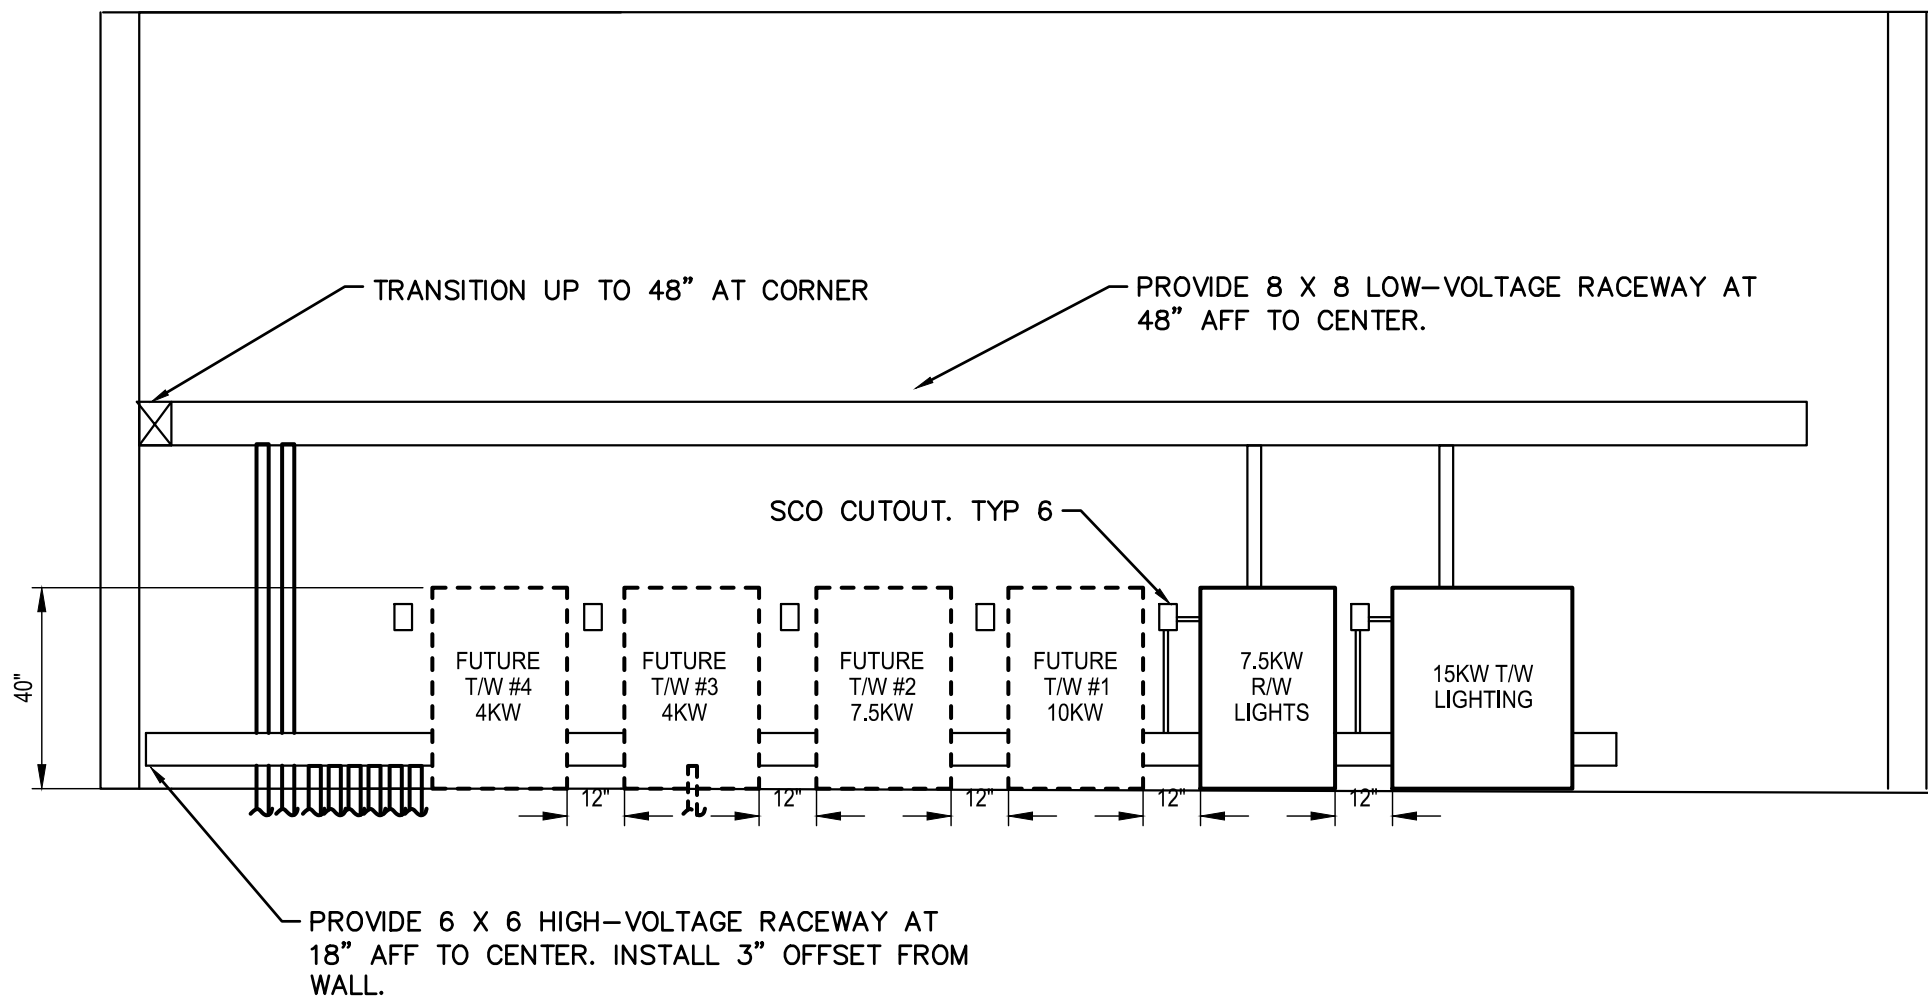 TRANSITION UP TO 48” AT CORNER
PROVIDE 8 X 8 LOW–VOLTAGE RACEWAY AT
48” AFF TO CENTER.
SCO CUTOUT. TYP 6
40"
FUTURE
T/W #4
4KW
FUTURE
T/W #3
4KW
FUTURE
T/W #2
7.5KW
FUTURE
T/W #1
10KW
7.5KW
R/W
LIGHTS
15KW T/W
LIGHTING
12"
12"
12"
12"
12"
PROVIDE 6 X 6 HIGH–VOLTAGE RACEWAY AT
18” AFF TO CENTER. INSTALL 3” OFFSET FROM
WALL.